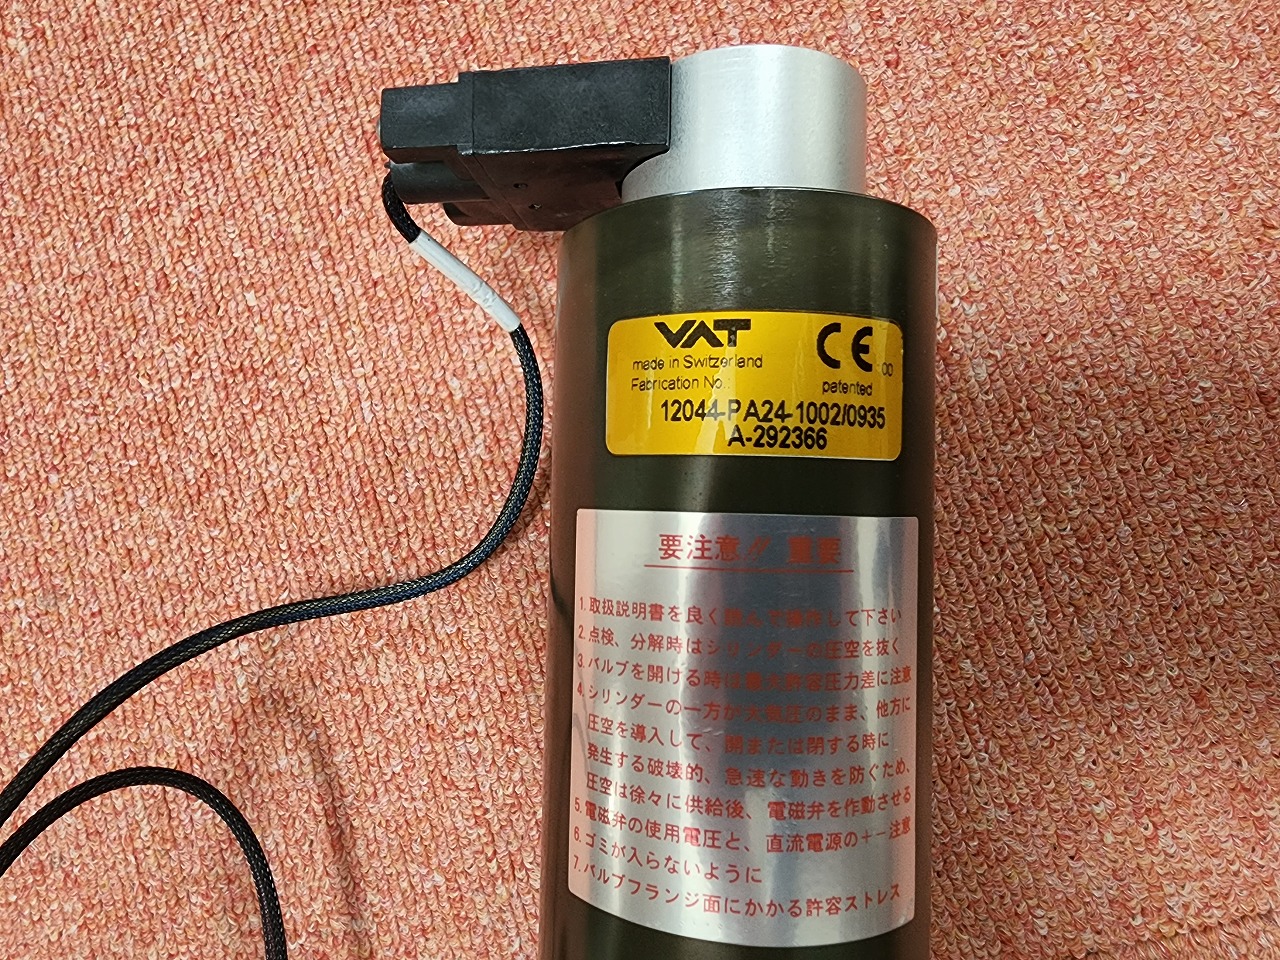 VAT
CE
made in Switzerland
Fabrication No.:
patented
12044-PA24-1002/0935
A-292366
要注意!! 重要
1. 取扱説明書を良く読んで操作して下さい
2. 点検、分解時はシリンダーの圧空を抜く
3. バルブを開ける時は最大許容圧力差に注意
4. シリンダーの一方が大気圧のまま、他方に
圧空を導入して、開または閉する時に
発生する破壊的、急速な動きを防ぐため、
圧空は徐々に供給後、電磁弁を作動させる
5. 電磁弁の使用電圧と、直流電源の+−注意
6. ゴミが入らないように
7. バルブフランジ面にかかる許容ストレス